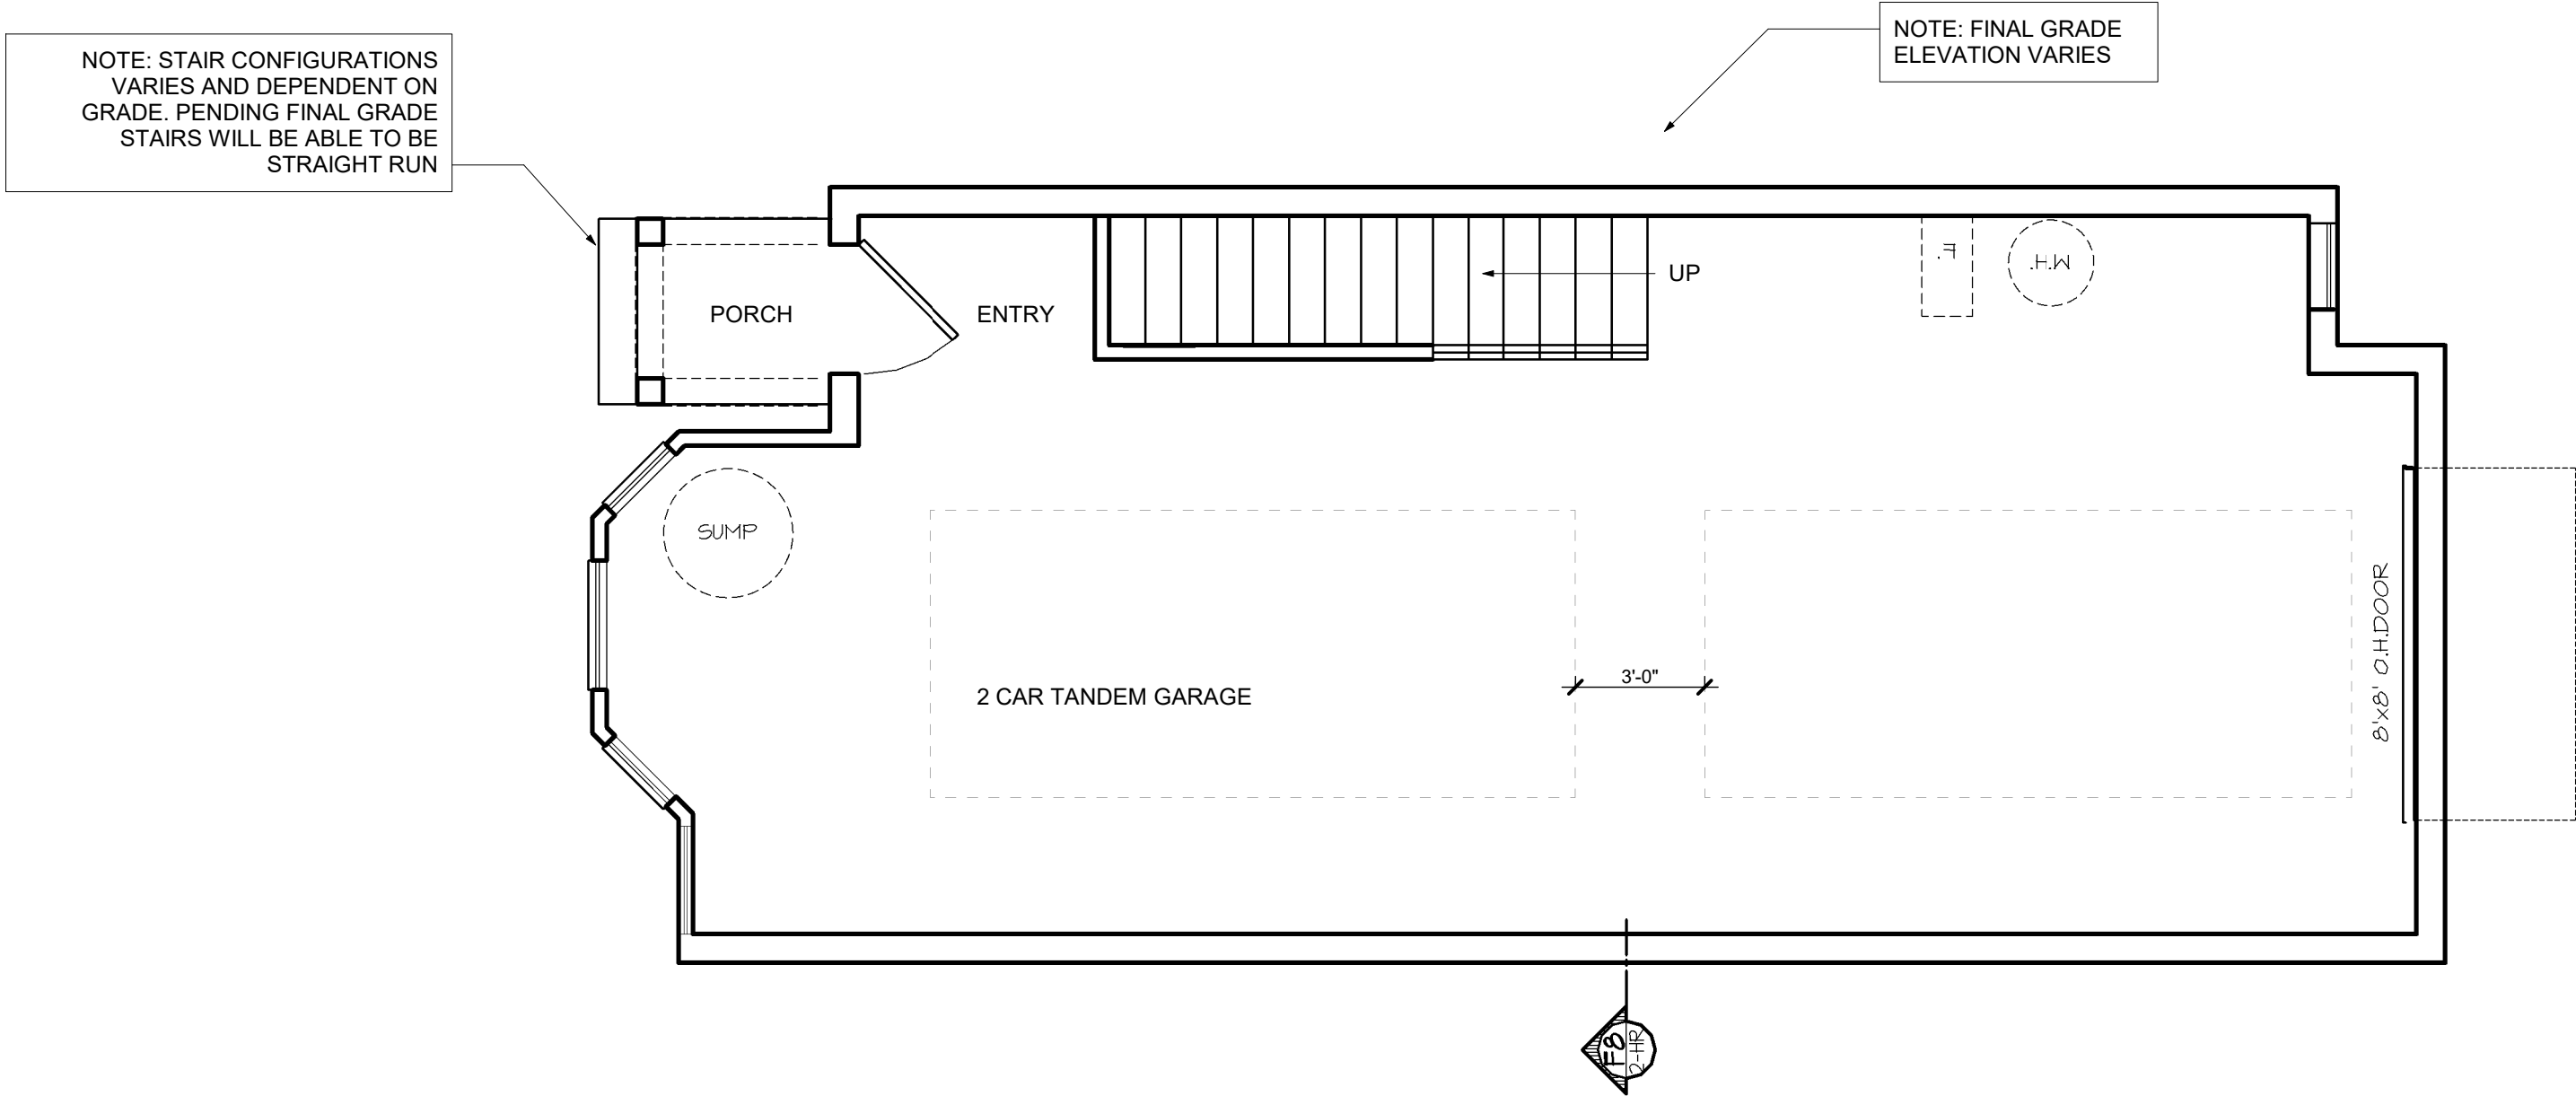 NOTE: FINAL GRADE
ELEVATION VARIES
NOTE: STAIR CONFIGURATIONS
VARIES AND DEPENDENT ON
GRADE. PENDING FINAL GRADE
STAIRS WILL BE ABLE TO BE
STRAIGHT RUN
PORCH
ENTRY
UP
F.
W.H.
SUMP
2 CAR TANDEM GARAGE
3'-0"
8'x8' O.H.DOOR
F8
2-HR